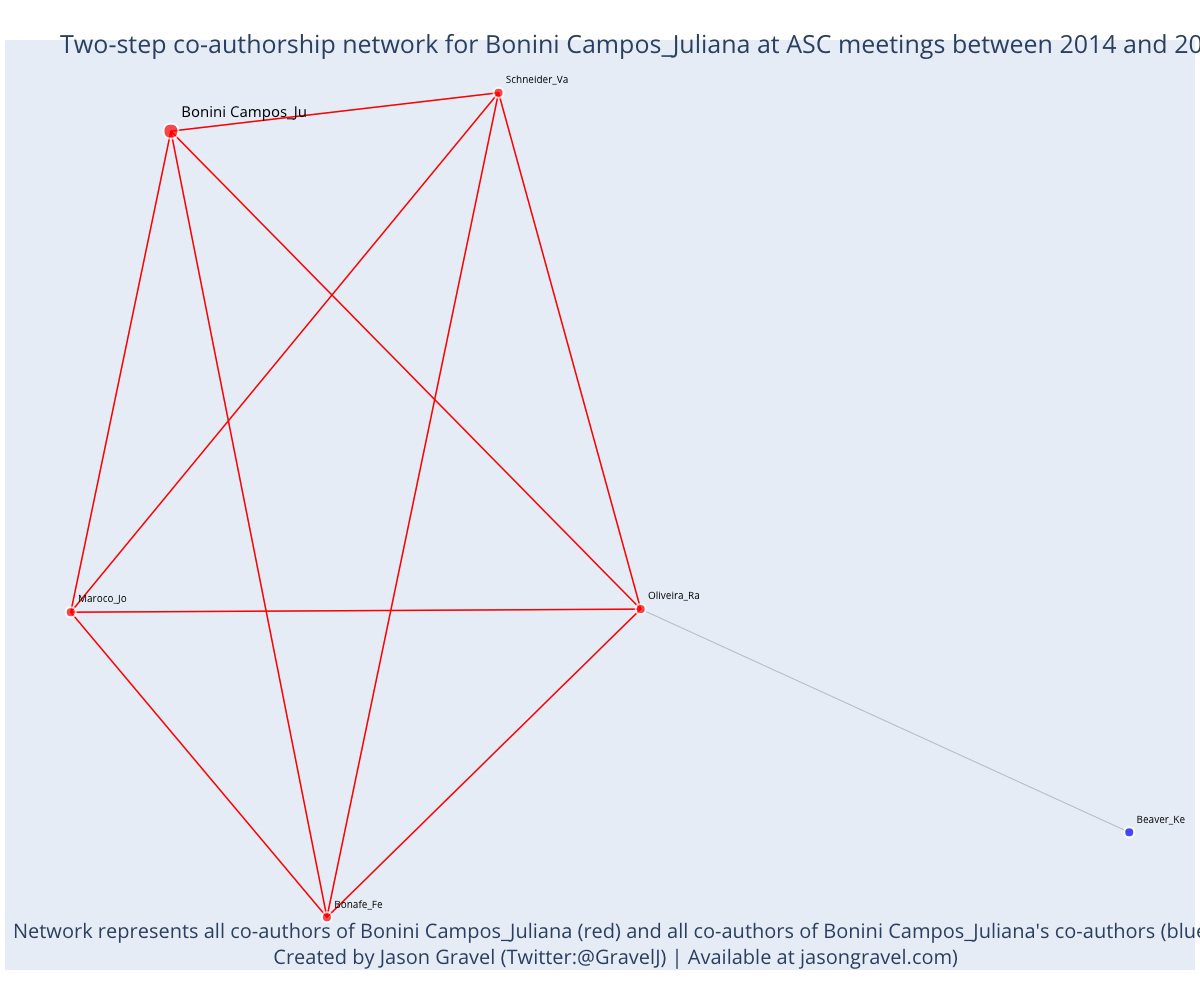 Two-step co-authorship network for Bonini Campos_Juliana at ASC meetings between 2014 and 20
Schneider_Va
Bonini Campos_Ju
Maroco_Jo
Oliveira_Ra
Beaver_Ke
Bonafe_Fe
Network represents all co-authors of Bonini Campos_Juliana (red) and all co-authors of Bonini Campos_Juliana's co-authors (blue
Created by Jason Gravel (Twitter:@GravelJ) | Available at jasongravel.com)